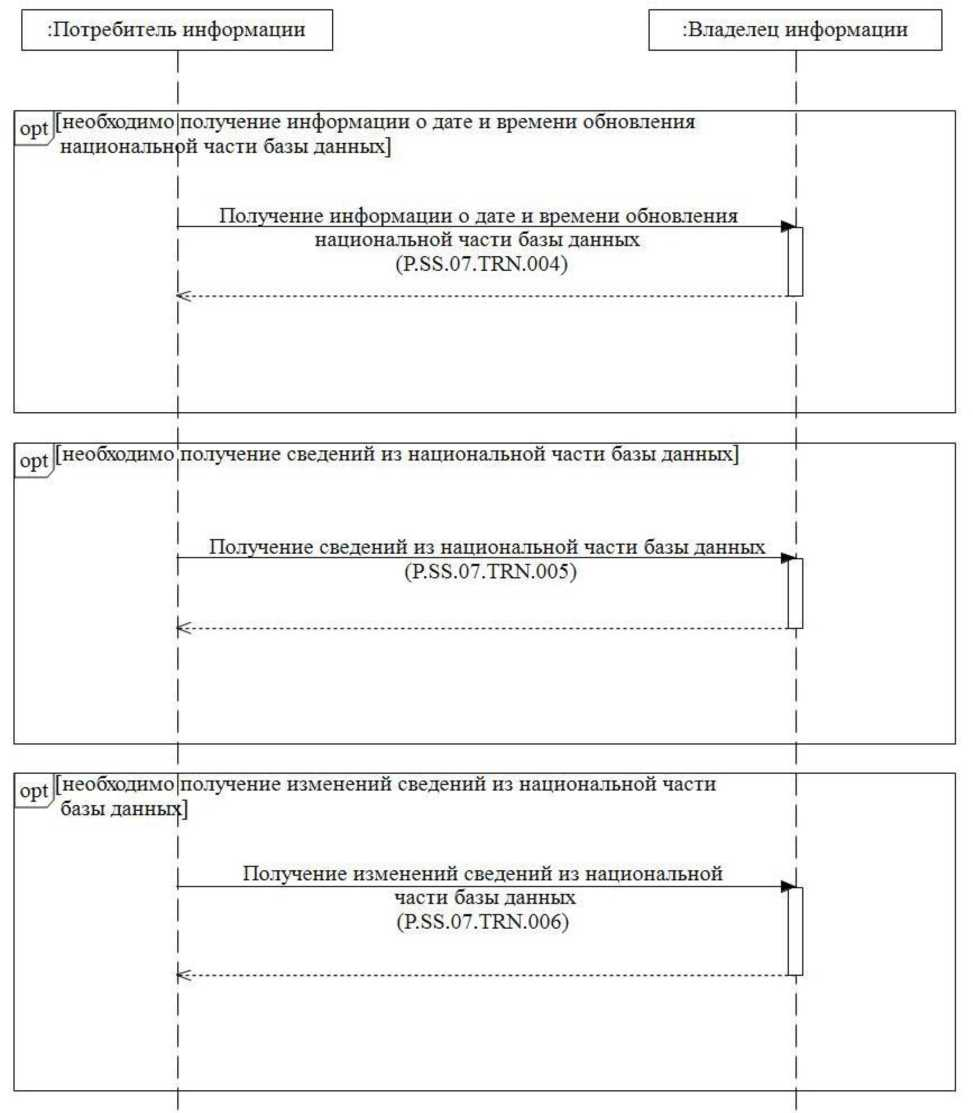 :Потребитель информации
:Владелец информации
opt
[необходимо получение информации о дате и времени обновления
национальной части базы данных]
Получение информации о дате и времени обновления
национальной части базы данных
(P.SS.07.TRN.004)
opt
[необходимо получение сведений из национальной части базы данных]
Получение сведений из национальной части базы данных
(P.SS.07.TRN.005)
opt
[необходимо получение изменений сведений из национальной части
базы данных]
Получение изменений сведений из национальной
части базы данных
(P.SS.07.TRN.006)